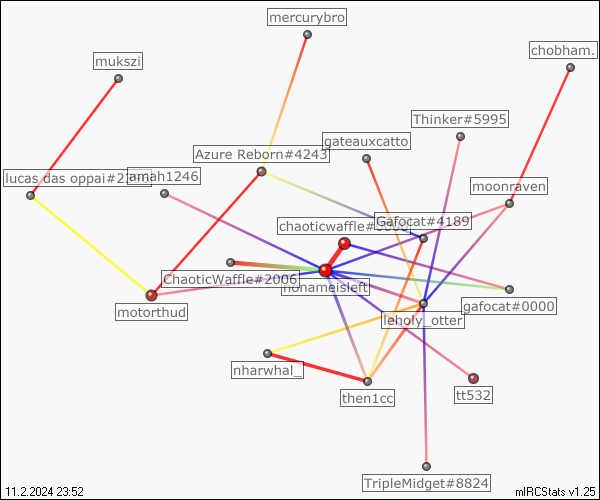 mercurybro
chobham.
mukszi
Thinker#5995
gateauxcatto
Azure Reborn#4243
lucas das oppai#2
amah1246
moonraven
Gafocat#4189
chaoticwaffle#0
ChaoticWaffle#2006
nonameisleft
gafocat#0000
motorthud
leholy_otter
nharwhal_
then1cc
tt532
TripleMidget#8824
11.2.2024 23:52
mIRCStats v1.25